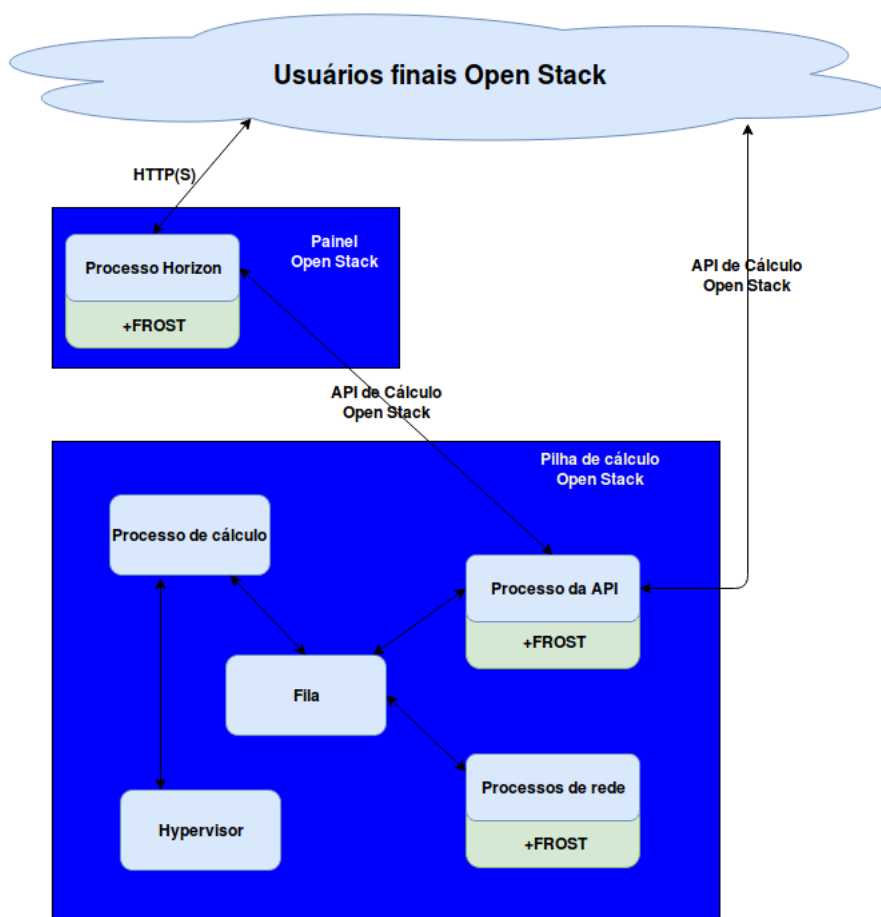 Usuários finais Open Stack
HTTP(S)
Painel
Open Stack
Processo Horizon
+FROST
API de Cálculo
Open Stack
API de Cálculo
Open Stack
Pilha de cálculo
Open Stack
Processo de cálculo
Processo da API
+FROST
Fila
Processos de rede
+FROST
Hypervisor